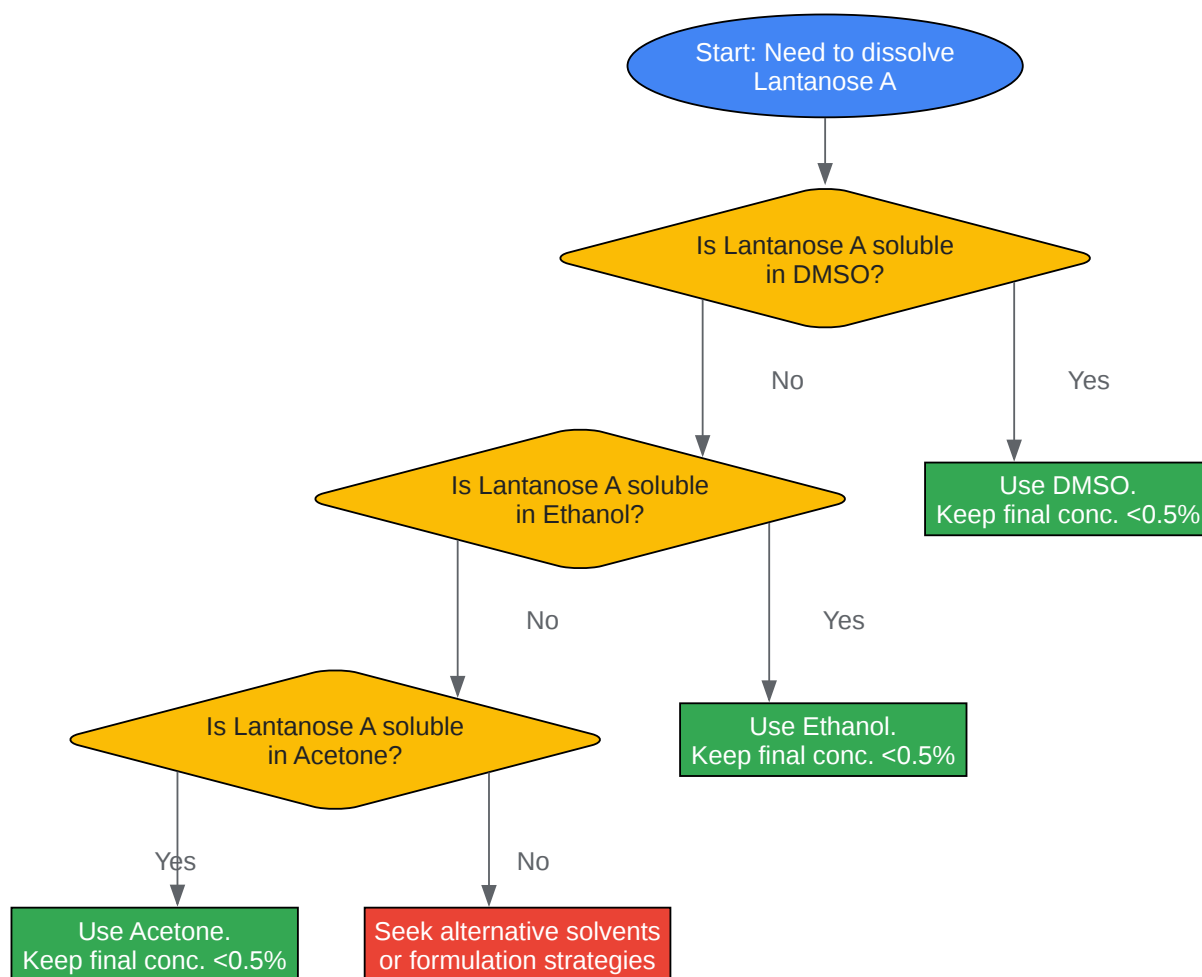 Start: Need to dissolve
Lantanose A
Is Lantanose A soluble
in DMSO?
No
Yes
Is Lantanose A soluble
in Ethanol?
Use DMSO.
Keep final conc. <0.5%
No
Yes
Is Lantanose A soluble
in Acetone?
Use Ethanol.
Keep final conc. <0.5%
Yes
No
Use Acetone.
Keep final conc. <0.5%
Seek alternative solvents
or formulation strategies